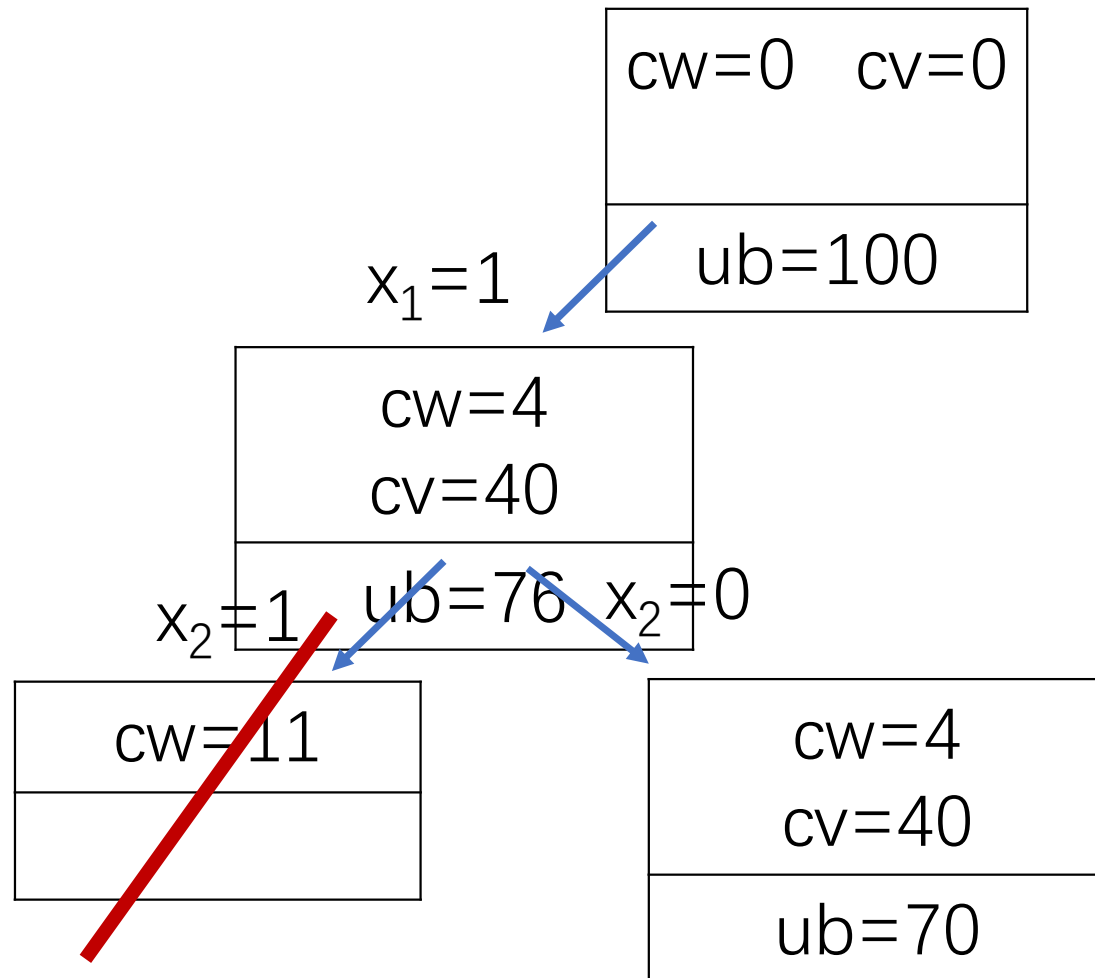 cw=0 cv=0
ub=100
x₁=1
cw=4
cv=40
ub=76
x₂=1
x₂=0
cw=11
cw=4
cv=40
ub=70